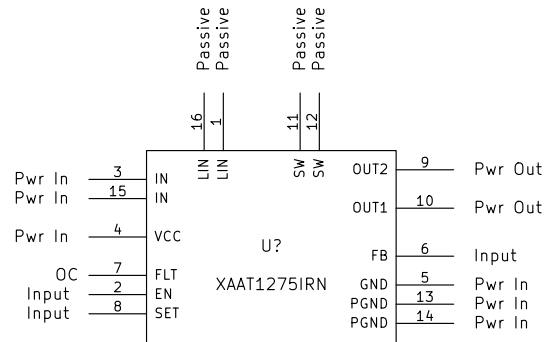 Passive
Passive
Passive
Passive
16
1
11
12
LIN
LIN
SW
SW
Pwr In 3 IN
Pwr In 15 IN
Pwr In 4 VCC
OC 7 FLT
Input 2 EN
Input 8 SET
U?
XAAT1275IRN
OUT2 9 Pwr Out
OUT1 10 Pwr Out
FB 6 Input
GND 5 Pwr In
PGND 13 Pwr In
PGND 14 Pwr In